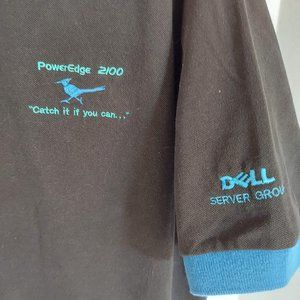 PowerEdge 2100
"Catch it if you can..."
DELL
SERVER GROUP